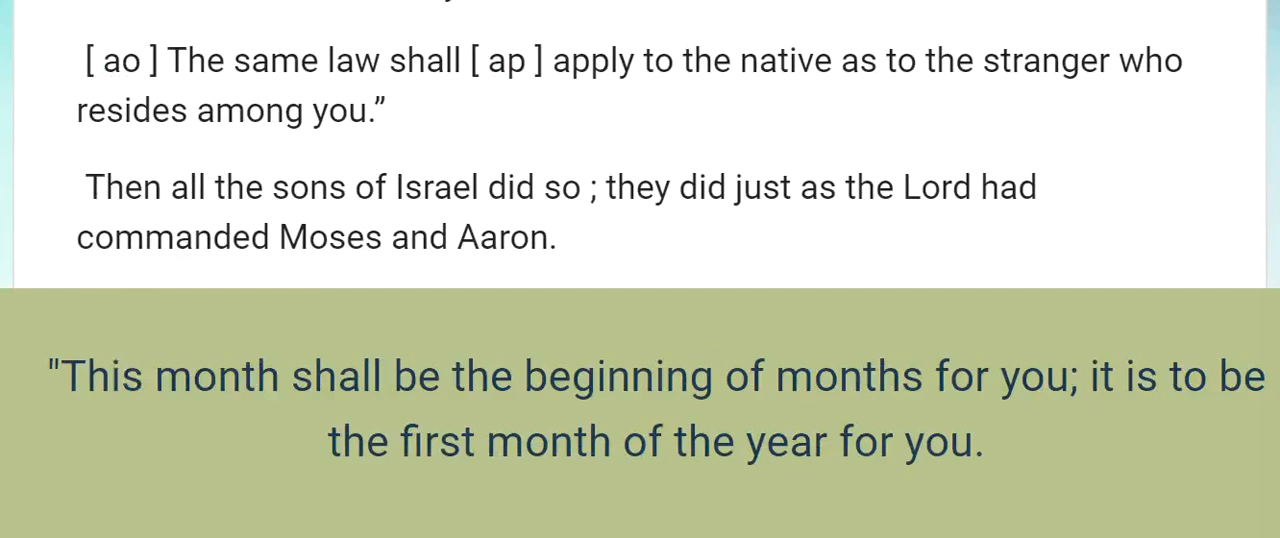 [ ao ] The same law shall [ ap ] apply to the native as to the stranger who
resides among you.”
Then all the sons of Israel did so ; they did just as the Lord had
commanded Moses and Aaron.
"This month shall be the beginning of months for you; it is to be
the first month of the year for you.